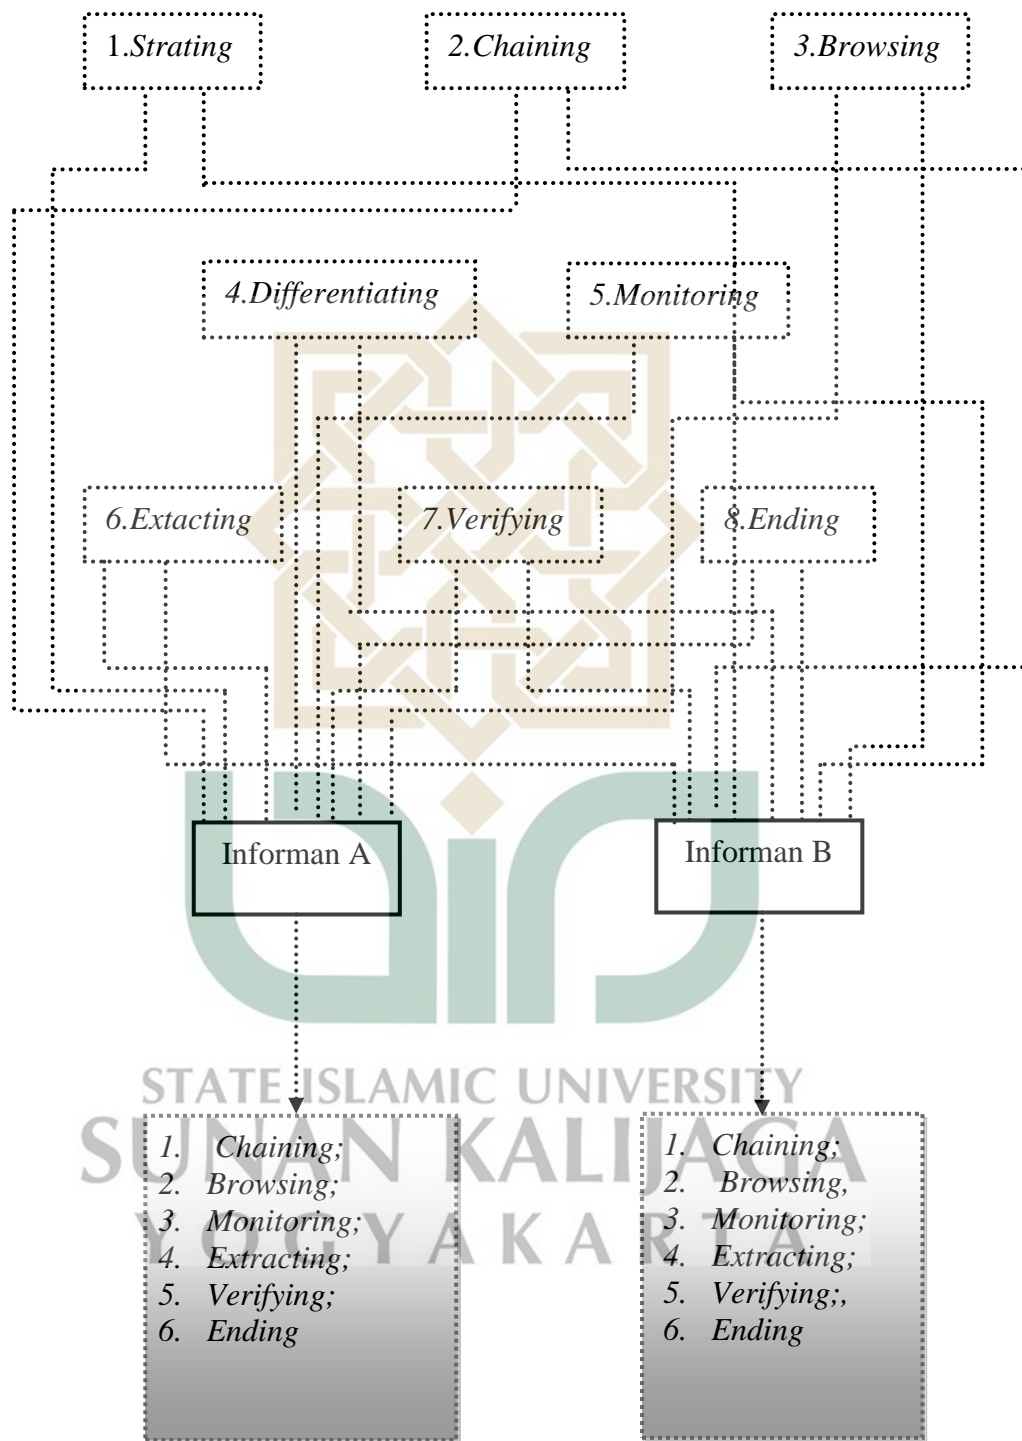 1.Strating
2.Chaining
3.Browsing
4.Differentiating
5.Monitoring
6.Extacting
7.Verifying
8.Ending
Informan A
Informan B
STATE ISLAMIC UNIVERSITY
SUNAN KALIJAGA
YOGYAKARTA
1. Chaining;
2. Browsing;
3. Monitoring;
4. Extracting;
5. Verifying;
6. Ending
1. Chaining;
2. Browsing,
3. Monitoring;
4. Extracting;
5. Verifying;,
6. Ending